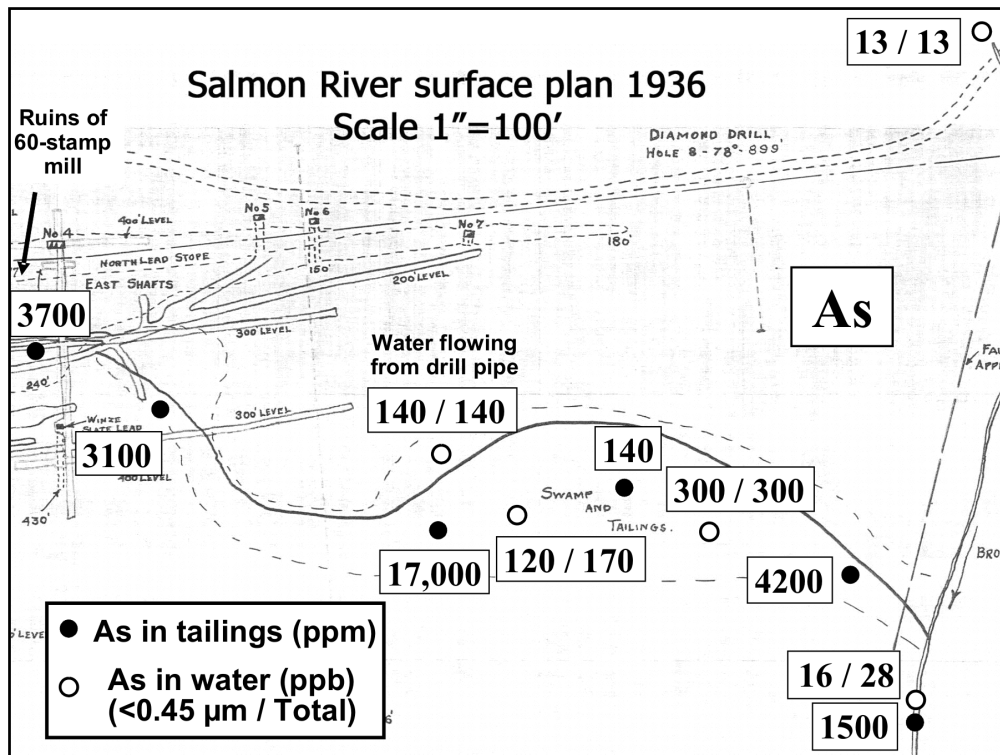 13 / 13
Salmon River surface plan 1936
Scale 1”=100’
Ruins of
60-stamp
mill
DIAMOND DRILL
HOLE 8-78°-899'
No 5
No 6
No 7
No 4
400' LEVEL
180'
NORTH LEAD STOPE
150'
EAST SHAFTS
200' LEVEL
As
3700
300 LEVEL
Water flowing
from drill pipe
240'
140 / 140
300' LEVEL
WINZE
SLATE LEAD
3100
140
400 LEVEL
300 / 300
SWAMP
AND
TAILINGS.
430'
120 / 170
17,000
4200
BRO
As in tailings (ppm)
As in water (ppb)
(<0.45 µm / Total)
16 / 28
1500